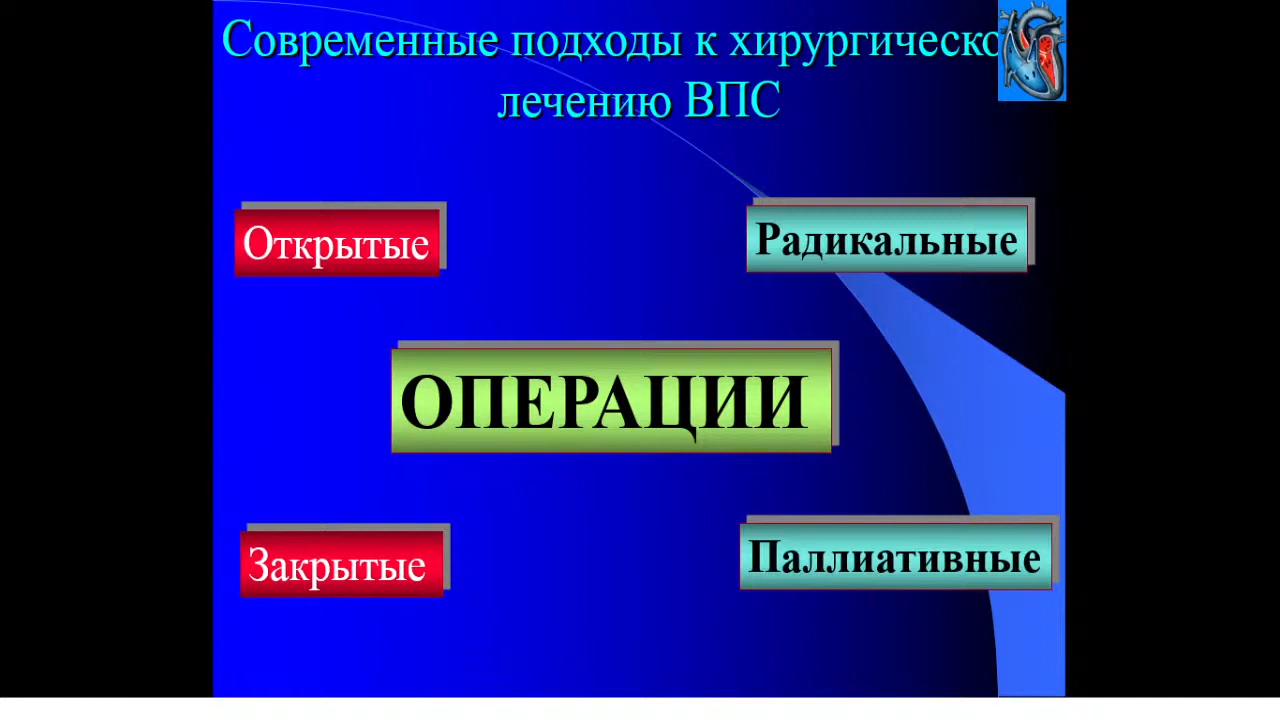 Современные подходы к хирургическо
лечению ВПС
Открытые
Радикальные
ОПЕРАЦИИ
Закрытые
Паллиативные